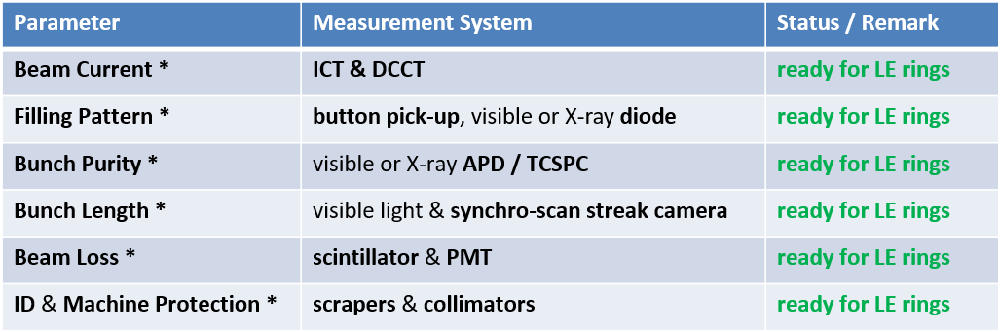 Parameter Measurement System Status / Remark
Beam Current * ICT & DCCT ready for LE rings
Filling Pattern * button pick-up, visible or X-ray diode ready for LE rings
Bunch Purity * visible or X-ray APD / TCSPC ready for LE rings
Bunch Length * visible light & synchro-scan streak camera ready for LE rings
Beam Loss * scintillator & PMT ready for LE rings
ID & Machine Protection * scrapers & collimators ready for LE rings